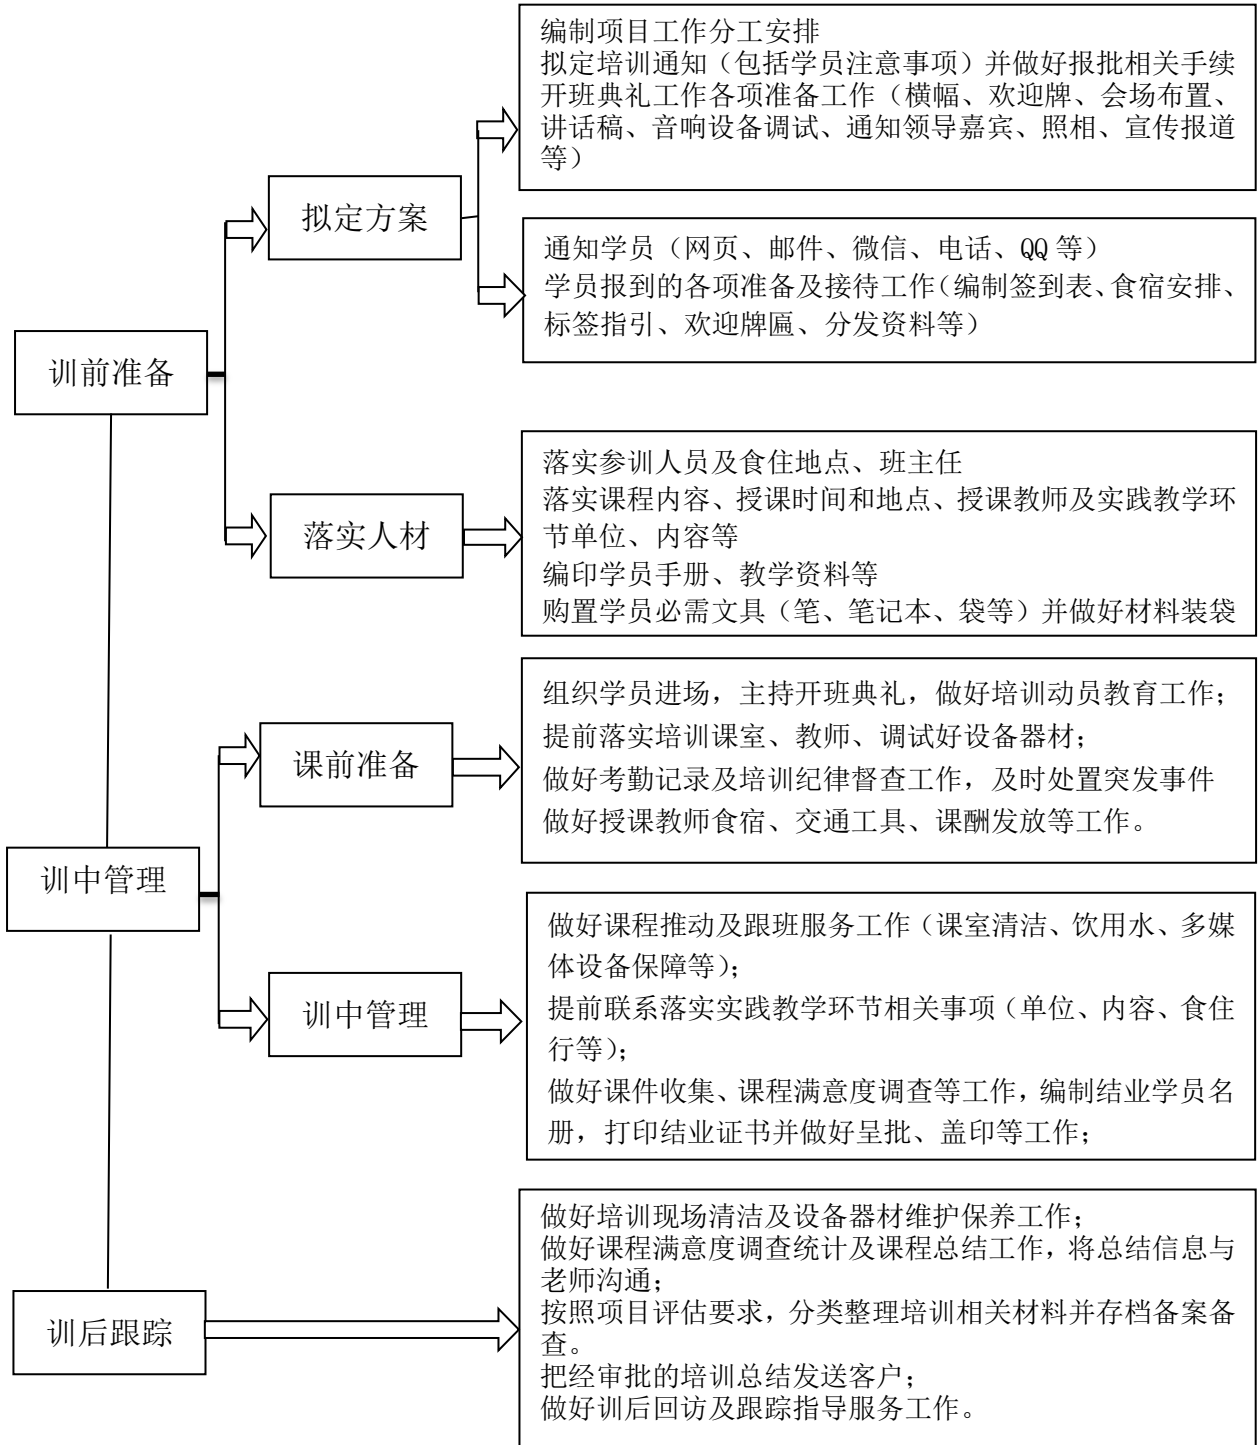 编制项目工作分工安排
拟定培训通知（包括学员注意事项）并做好报批相关手续
开班典礼工作各项准备工作（横幅、欢迎牌、会场布置、
讲话稿、音响设备调试、通知领导嘉宾、照相、宣传报道
等）
拟定方案
通知学员（网页、邮件、微信、电话、QQ 等）
学员报到的各项准备及接待工作（编制签到表、食宿安排、
标签指引、欢迎牌匾、分发资料等）
训前准备
落实参训人员及食住地点、班主任
落实课程内容、授课时间和地点、授课教师及实践教学环
节单位、内容等
编印学员手册、教学资料等
购置学员必需文具（笔、笔记本、袋等）并做好材料装袋
落实人材
组织学员进场，主持开班典礼，做好培训动员教育工作；
提前落实培训课室、教师、调试好设备器材；
做好考勤记录及培训纪律督查工作，及时处置突发事件
做好授课教师食宿、交通工具、课酬发放等工作。
课前准备
训中管理
做好课程推动及跟班服务工作（课室清洁、饮用水、多媒
体设备保障等）；
提前联系落实实践教学环节相关事项（单位、内容、食住
行等）；
做好课件收集、课程满意度调查等工作，编制结业学员名
册，打印结业证书并做好呈批、盖印等工作；
训中管理
做好培训现场清洁及设备器材维护保养工作；
做好课程满意度调查统计及课程总结工作，将总结信息与
老师沟通；
按照项目评估要求，分类整理培训相关材料并存档备案备
查。
把经审批的培训总结发送客户；
做好训后回访及跟踪指导服务工作。
训后跟踪